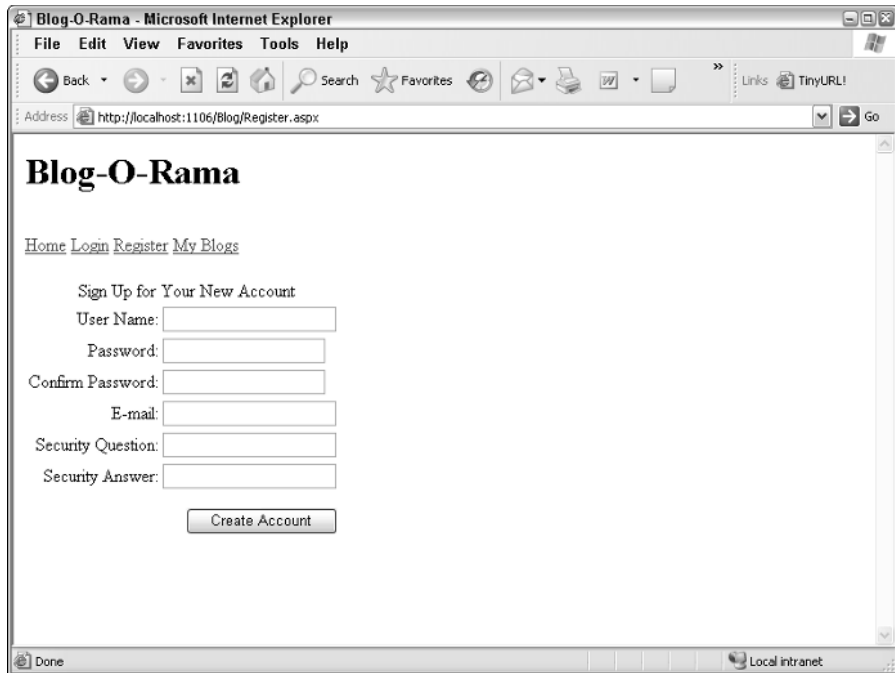 Blog-O-Rama - Microsoft Internet Explorer
File Edit View Favorites Tools Help
Back Search Favorites W » Links TinyURL!
Address http://localhost:1106/Blog/Register.aspx Go
Blog-O-Rama
Home Login Register My Blogs
Sign Up for Your New Account
User Name:
Password:
Confirm Password:
E-mail:
Security Question:
Security Answer:
Create Account
Done Local intranet